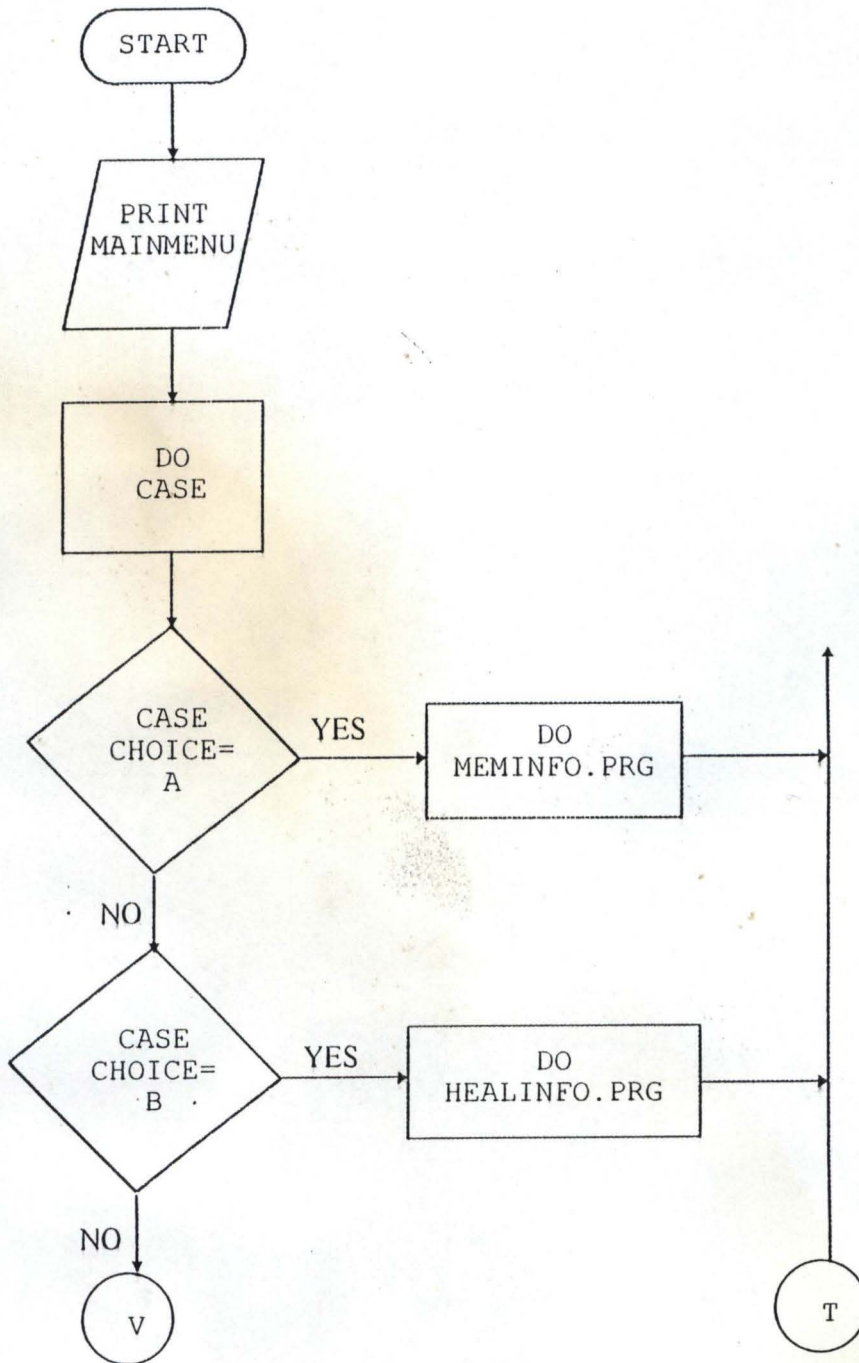 START
PRINT
MAINMENU
DO
CASE
CASE
CHOICE=
A
YES
DO
MEMINFO.PRG
NO
CASE
CHOICE=
B
YES
DO
HEALINFO.PRG
NO
V
T